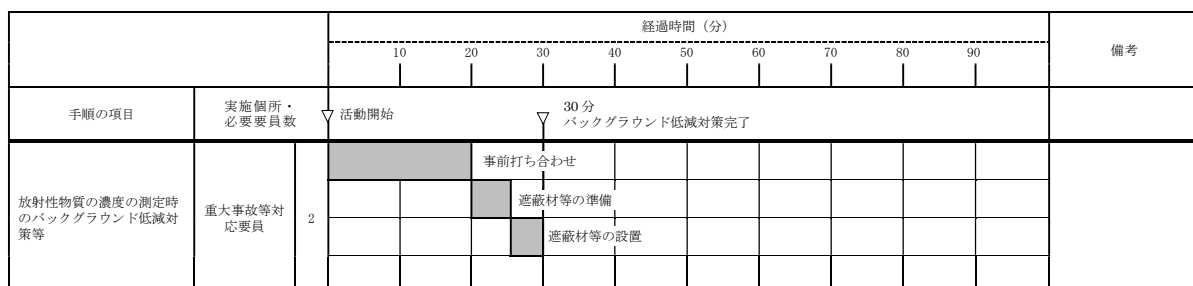 経過時間（分）
備考
10 20 30 40 50 60 70 80 90
手順の項目
実施個所・
必要要員数
活動開始
30分
バックグラウンド低減対策完了
放射性物質の濃度の測定時
のバックグラウンド低減対
策等
重大事故等対
応要員
2
事前打ち合わせ
遮蔽材等の準備
遮蔽材等の設置